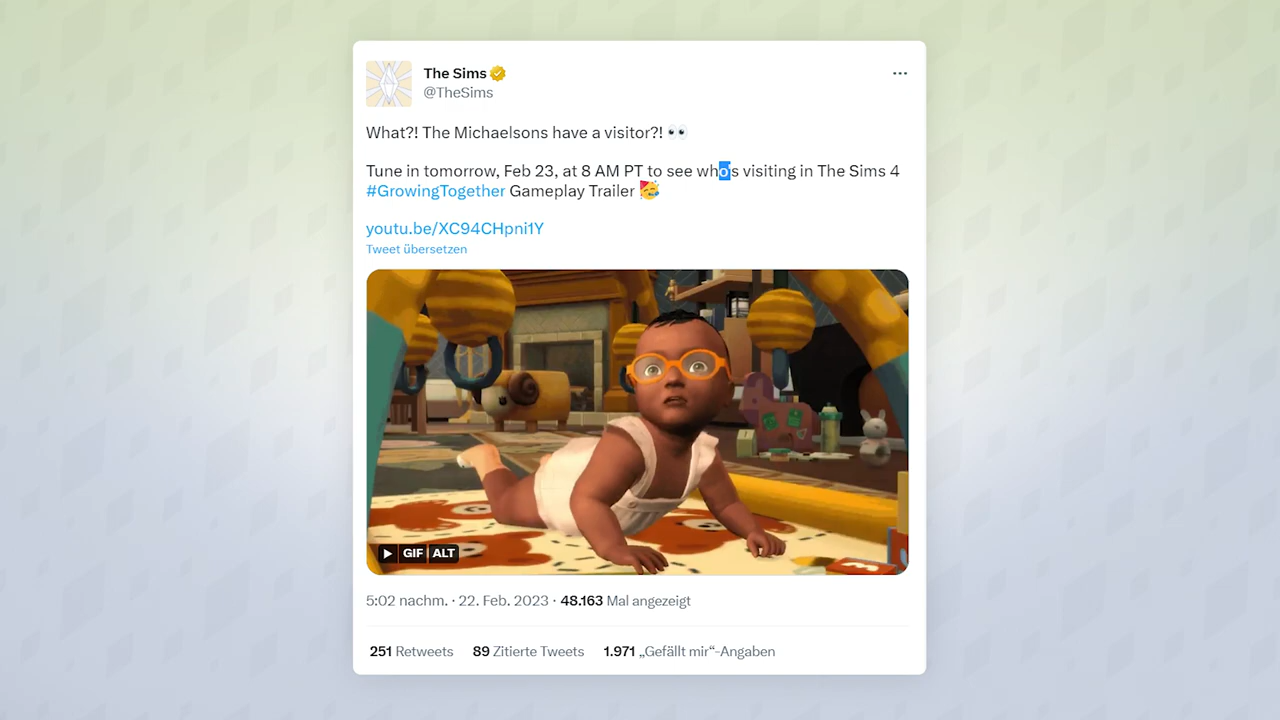 The Sims
@TheSims
What?! The Michaelsons have a visitor?! 👀
Tune in tomorrow, Feb 23, at 8 AM PT to see who's visiting in The Sims 4
#GrowingTogether Gameplay Trailer 🥳
youtu.be/XC94CHpni1Y
Tweet übersetzen
GIF ALT
5:02 nachm. · 22. Feb. 2023 · 48.163 Mal angezeigt
251 Retweets 89 Zitierte Tweets 1.971 „Gefällt mir“-Angaben